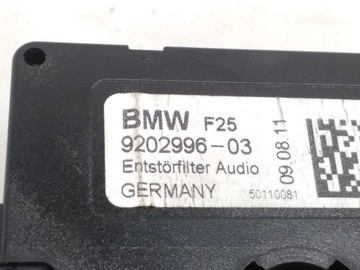 BMW F25
9202996-03
Entstörfilter Audio
GERMANY 50110081
09.08.11